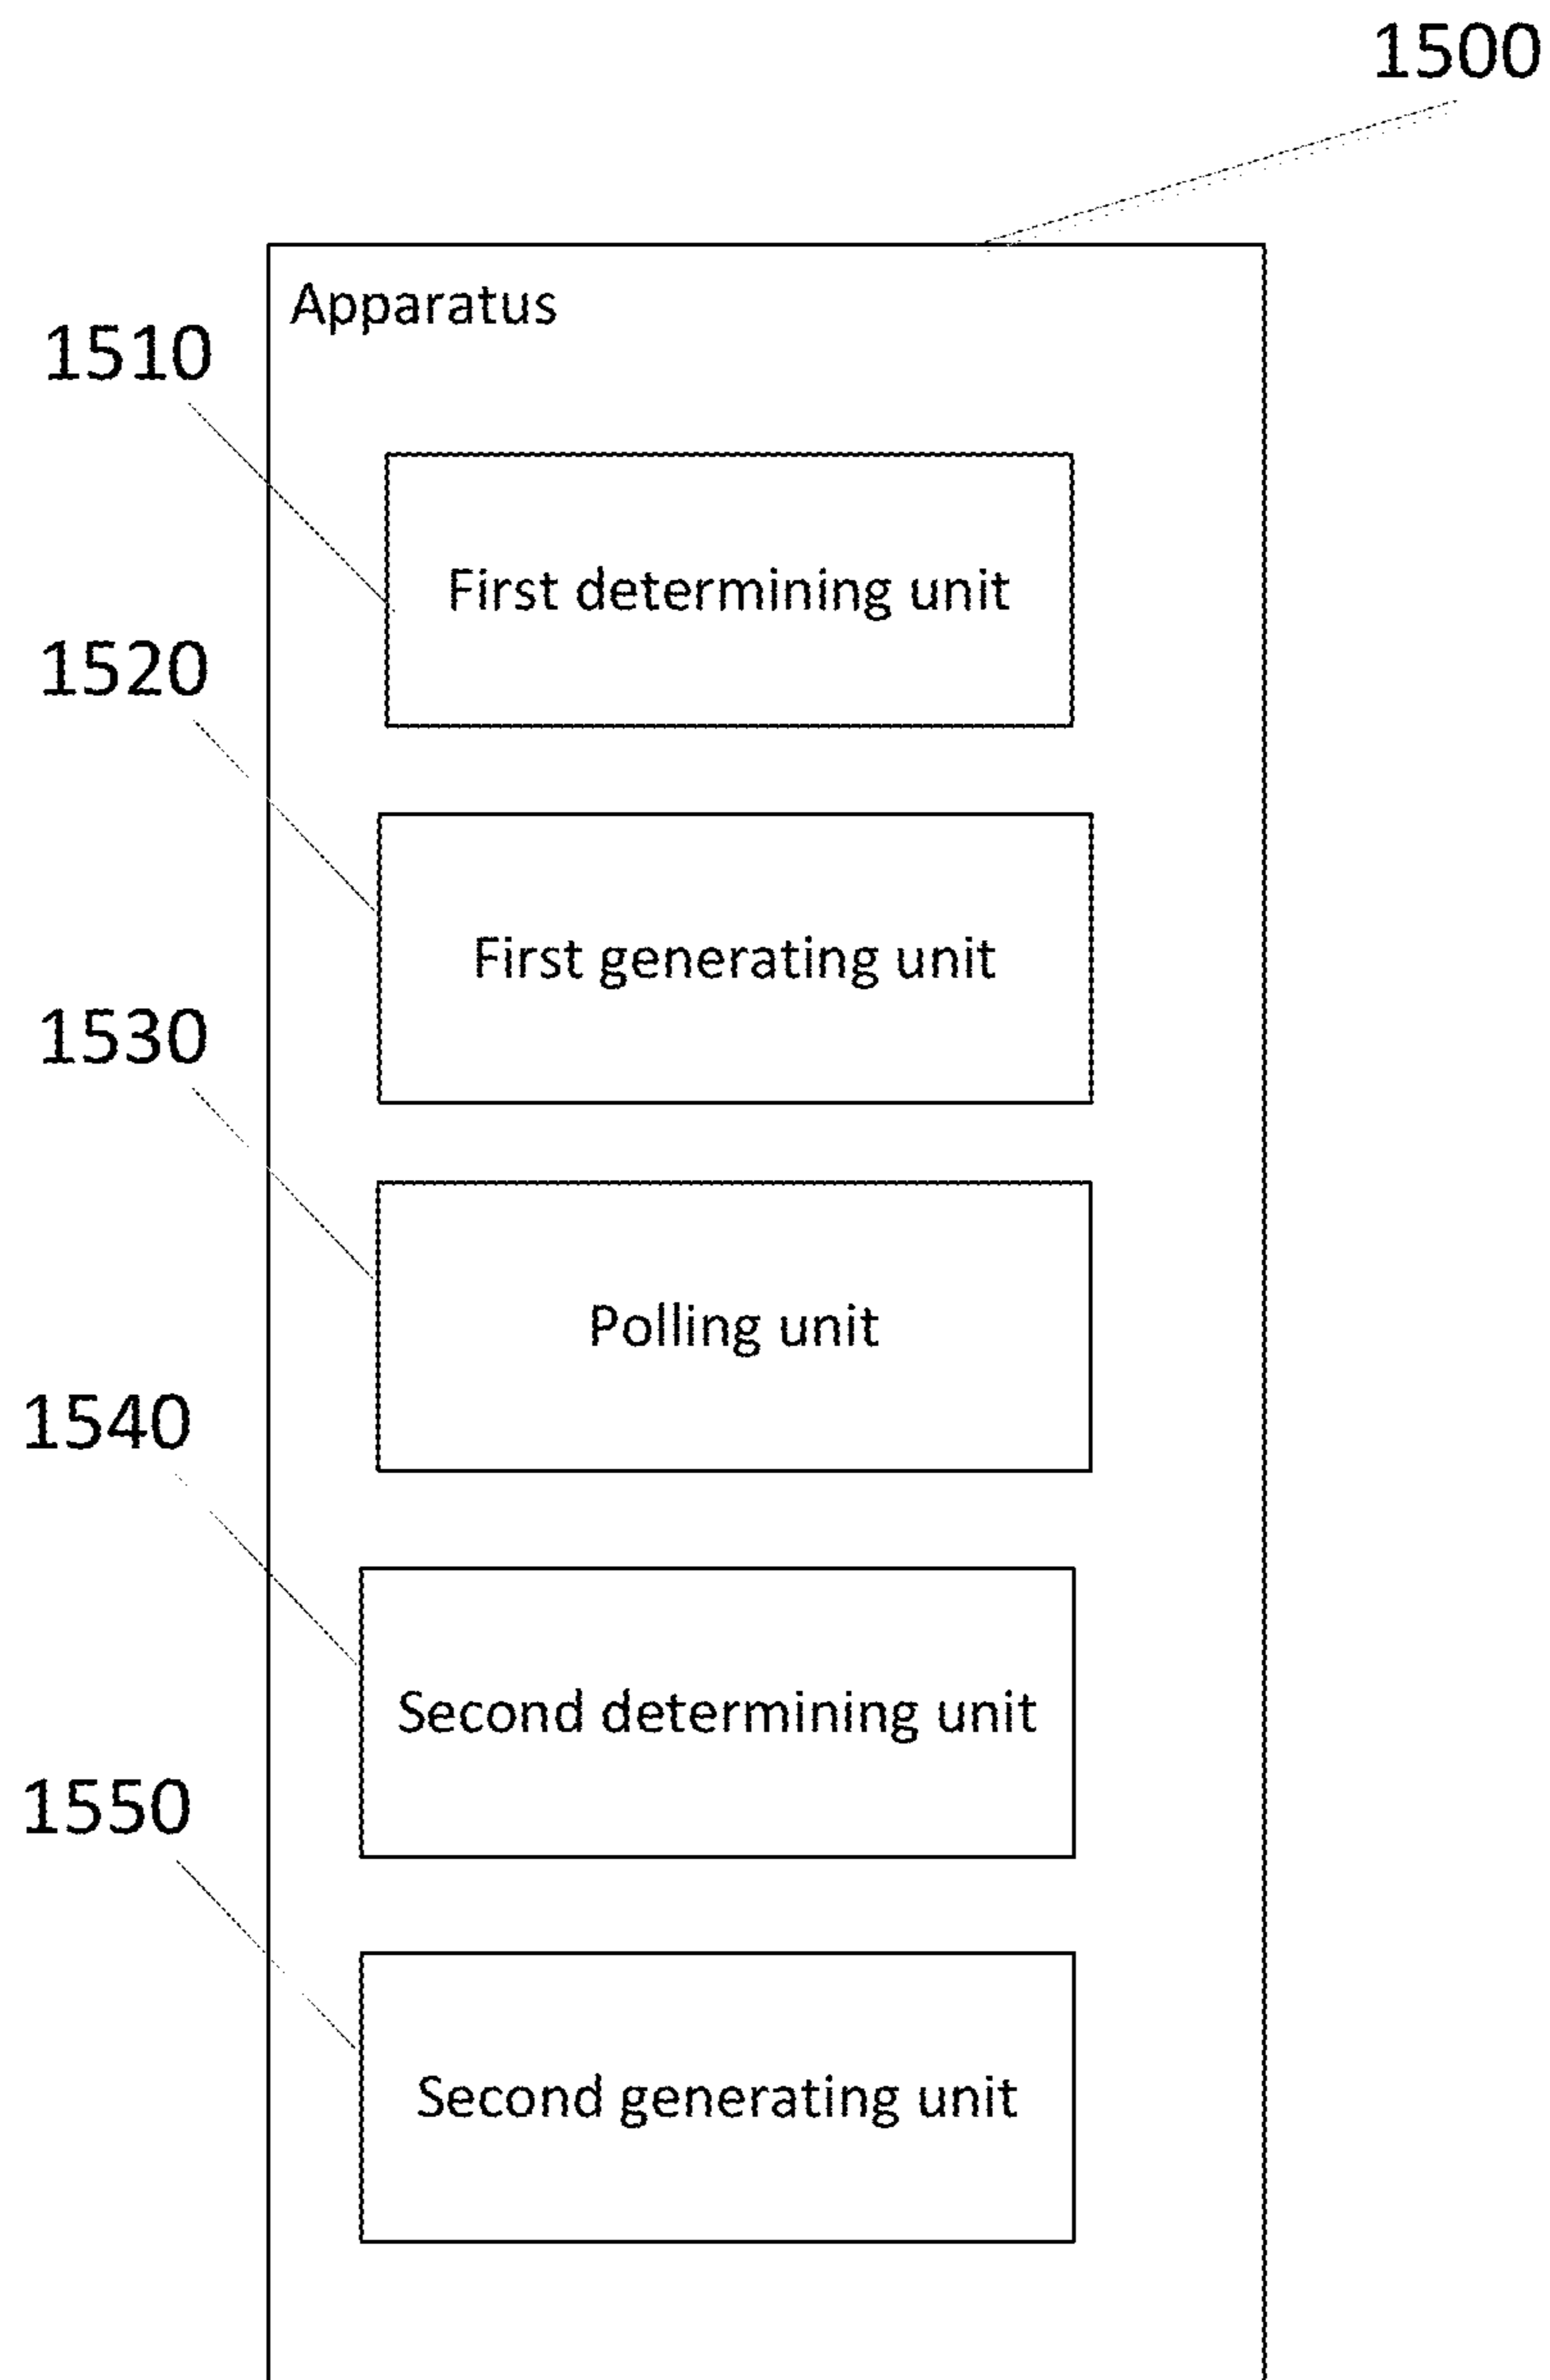 1500
Apparatus
1510
First determining unit
1520
First generating unit
1530
Polling unit
1540
Second determining unit
1550
Second generating unit